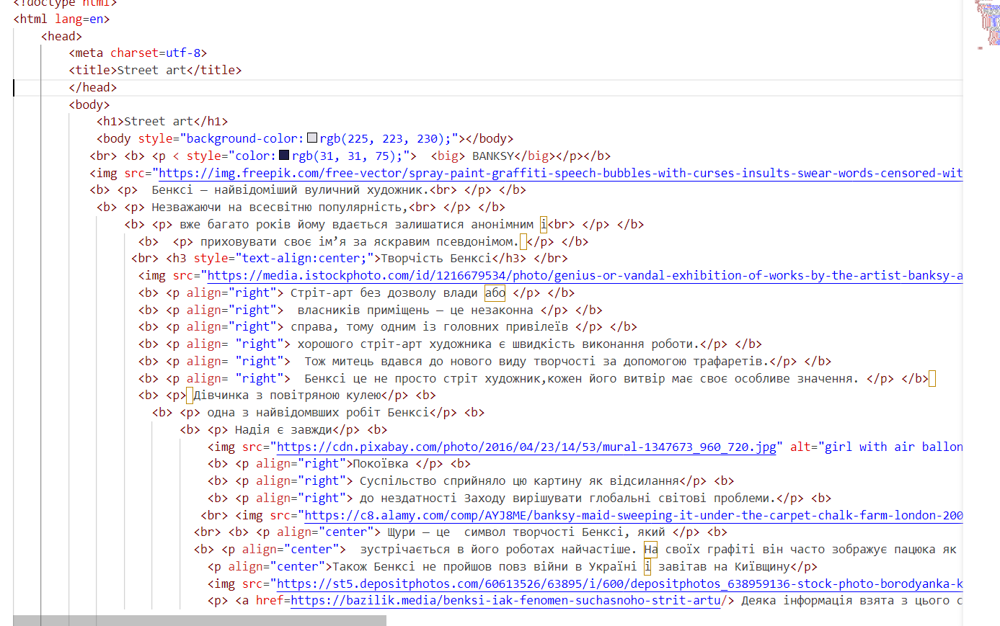 <!doctype html>
<html lang=en>
<head>
<meta charset=utf-8>
<title>Street art</title>
</head>
<body>
<h1>Street art</h1>
<body style="background-color: rgb(225, 223, 230);"></body>
<br> <b> <p < style="color: rgb(31, 31, 75);">  <big> BANKSY</big></p></b>
<img src="https://img.freepik.com/free-vector/spray-paint-graffiti-speech-bubbles-with-curses-insults-swear-words-censored-wit
<b> <p>  Бенксі – найвідоміший вуличний художник.<br> </p> </b>
<b> <p> Незважаючи на всесвітню популярність,<br> </p> </b>
<b> <p> вже багато років йому вдається залишатися анонімним і<br> </p> </b>
<b>  <p> приховувати своє ім’я за яскравим псевдонімом. </p> </b>
<br> <h3 style="text-align:center;">Творчість Бенксі</h3> </br>
<img src="https://media.istockphoto.com/id/1216679534/photo/genius-or-vandal-exhibition-of-works-by-the-artist-banksy-a
<b> <p align="right"> Стріт-арт без дозволу влади або </p> </b>
<b> <p align="right">  власників приміщень – це незаконна </p> </b>
<b> <p align="right"> справа, тому одним із головних привілеїв </p> </b>
<b> <p align= "right"> хорошого стріт-арт художника є швидкість виконання роботи.</p> </b>
<b> <p align= "right">  Тож митець вдався до нового виду творчості за допомогою трафаретів.</p> </b>
<b> <p align= "right">  Бенксі це не просто стріт художник,кожен його витвір має своє особливе значення. </p> </b>
<b> <p> Дівчинка з повітряною кулею</p> <b>
<b> <p> одна з найвідомвших робіт Бенксі</p> <b>
<b> <p> Надія є завжди</p> <b>
<img src="https://cdn.pixabay.com/photo/2016/04/23/14/53/mural-1347673_960_720.jpg" alt="girl with air ballon
<b> <p align="right">Покоївка </p> <b>
<b> <p align="right"> Суспільство сприйняло цю картину як відсилання</p> <b>
<b> <p align="right"> до нездатності Заходу вирішувати глобальні світові проблеми.</p> <b>
<br> <img src="https://c8.alamy.com/comp/AYJ8ME/banksy-maid-sweeping-it-under-the-carpet-chalk-farm-london-200
<br> <b> <p align="center"> Щури – це  символ творчості Бенксі, який </p> <b>
<b> <p align="center">  зустрічається в його роботах найчастіше. На своїх графіті він часто зображує пацюка як
<p align="center">Також Бенксі не пройшов повз війни в Україні і завітав на Київщину</p>
<img src="https://st5.depositphotos.com/60613526/63895/i/600/depositphotos_638959136-stock-photo-borodyanka-k
<p> <a href=https://bazilik.media/benksi-iak-fenomen-suchasnoho-strit-artu/> Деяка інформація взята з цього с